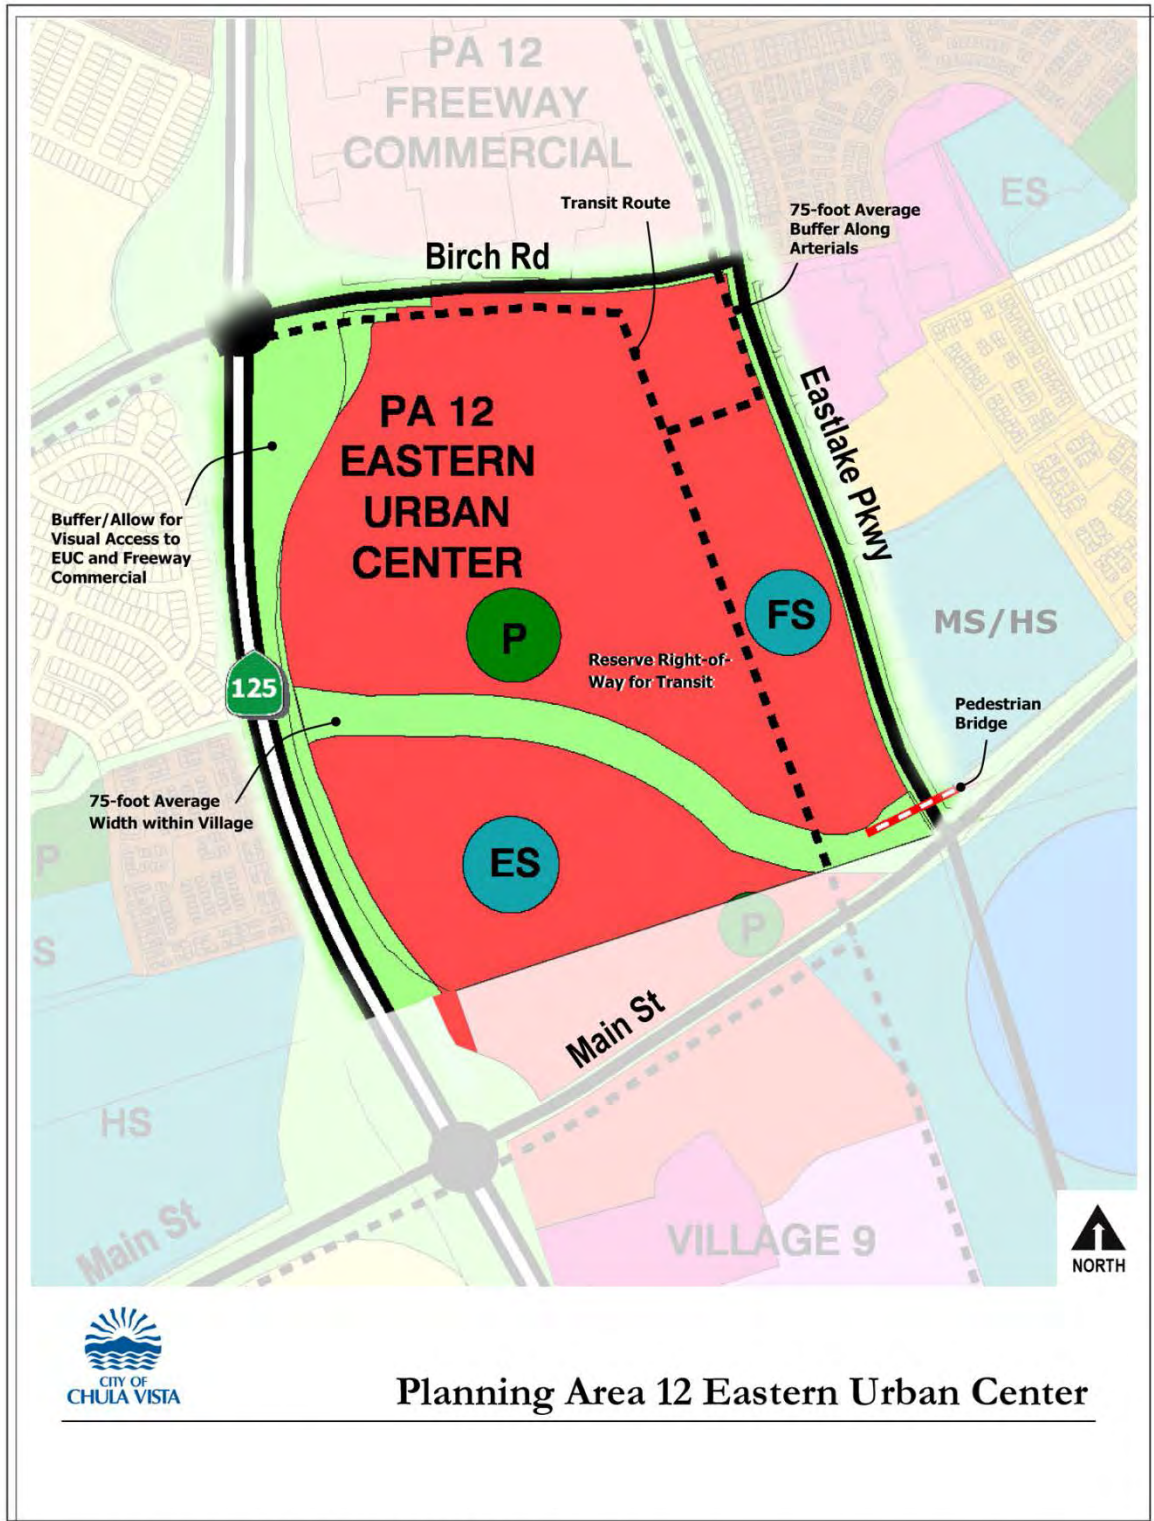 PA 12
FREEWAY
COMMERCIAL
ES
Transit Route
75-foot Average
Buffer Along
Arterials
Birch Rd
PA 12
EASTERN
URBAN
CENTER
Eastlake Pkwy
Buffer/Allow for
Visual Access to
EUC and Freeway
Commercial
P
FS
MS/HS
Reserve Right-of-
Way for Transit
125
Pedestrian
Bridge
75-foot Average
Width within Village
P
ES
P
S
Main St
HS
Main St
VILLAGE 9
NORTH
CITY OF
CHULA VISTA
Planning Area 12 Eastern Urban Center